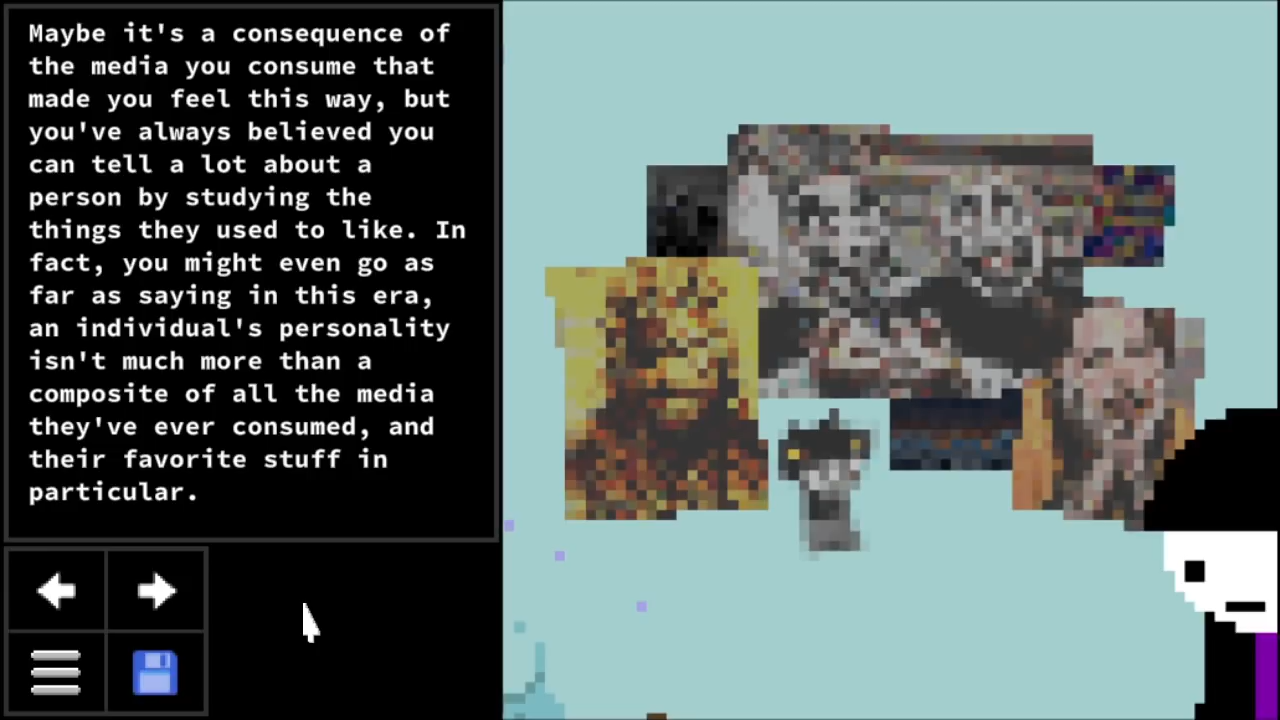 Maybe it's a consequence of
the media you consume that
made you feel this way, but
you've always believed you
can tell a lot about a
person by studying the
things they used to like. In
fact, you might even go as
far as saying in this era,
an individual's personality
isn't much more than a
composite of all the media
they've ever consumed, and
their favorite stuff in
particular.